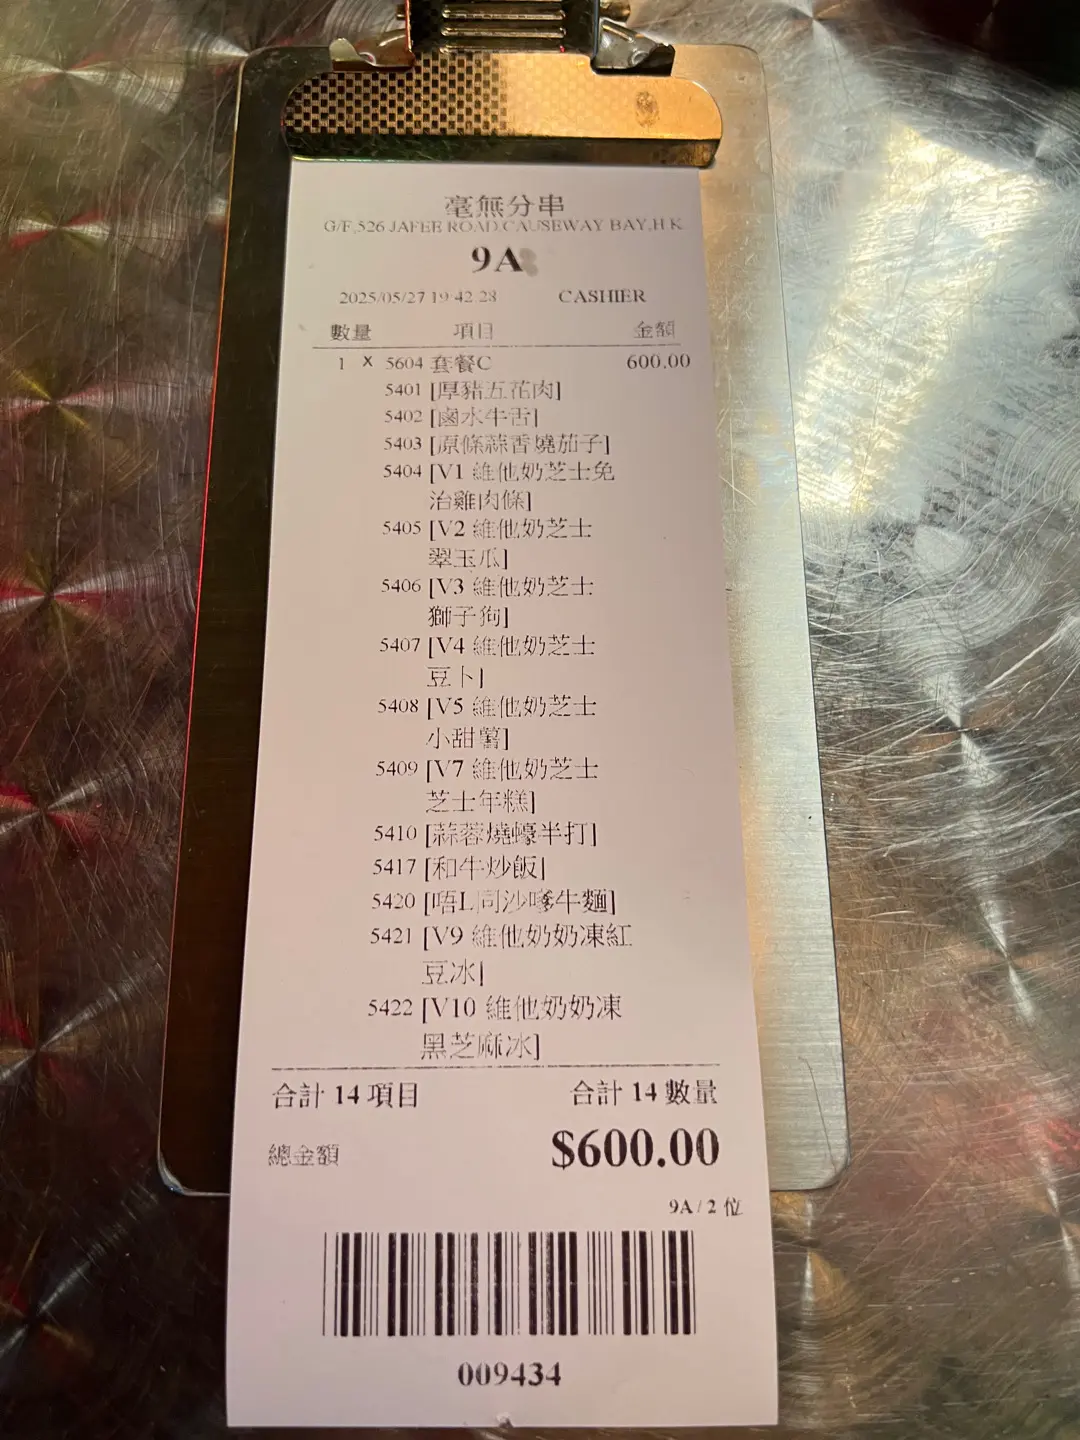 毫無分串
G/F,526 JAFEE ROAD,CAUSEWAY BAY,H.K
9A
2025/05/27 19:42:28 CASHIER
數量 項目 金額
1 X 5604 套餐C 600.00
5401 [厚豬五花肉]
5402 [鹵水牛舌]
5403 [原條蒜香燒茄子]
5404 [V1 維他奶芝士免
治雞肉條]
5405 [V2 維他奶芝士
翠玉瓜]
5406 [V3 維他奶芝士
獅子狗]
5407 [V4 維他奶芝士
豆卜]
5408 [V5 維他奶芝士
小甜薯]
5409 [V7 維他奶芝士
芝士年糕]
5410 [蒜蓉燒蠔半打]
5417 [和牛炒飯]
5420 [唔L同沙嗲牛麵]
5421 [V9 維他奶奶凍紅
豆冰]
5422 [V10 維他奶奶凍
黑芝麻冰]
合計 14 項目 合計 14 數量
總金額 $600.00
9A / 2 位
009434